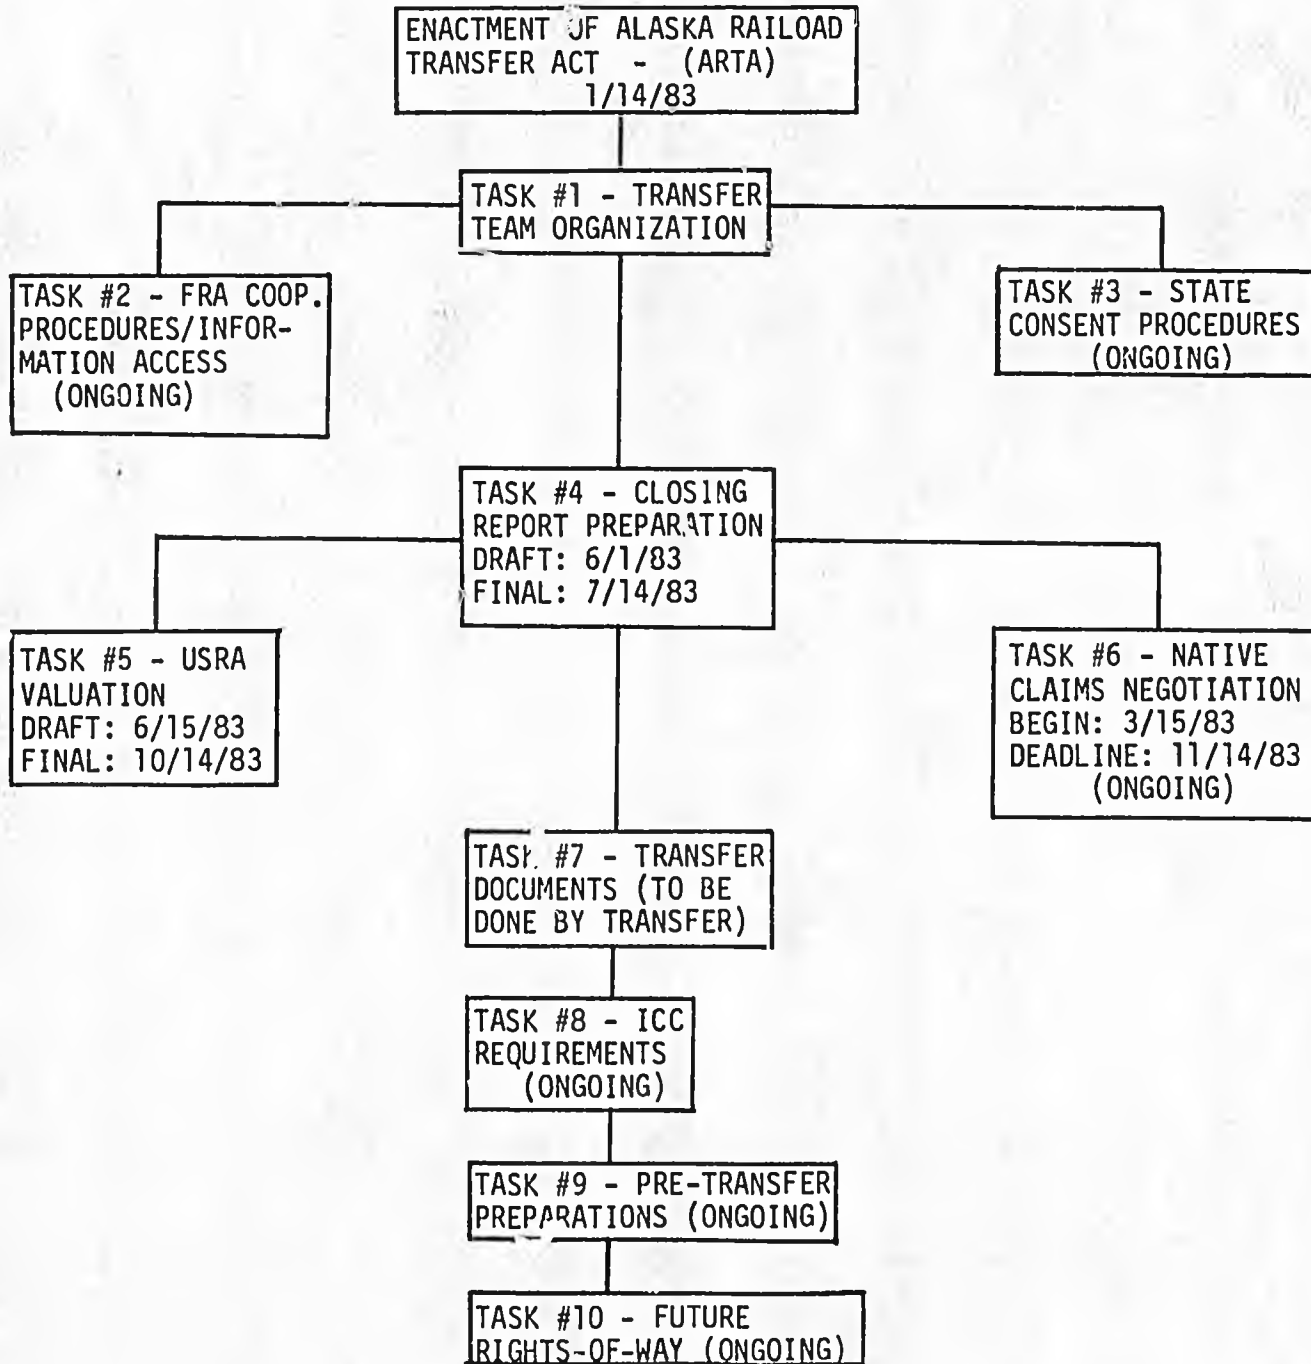 ENACTMENT OF ALASKA RAILOAD
TRANSFER ACT - (ARTA)
1/14/83
TASK #1 - TRANSFER
TEAM ORGANIZATION
TASK #2 - FRA COOP.
PROCEDURES/INFOR-
MATION ACCESS
(ONGOING)
TASK #3 - STATE
CONSENT PROCEDURES
(ONGOING)
TASK #4 - CLOSING
REPORT PREPARATION
DRAFT: 6/1/83
FINAL: 7/14/83
TASK #5 - USRA
VALUATION
DRAFT: 6/15/83
FINAL: 10/14/83
TASK #6 - NATIVE
CLAIMS NEGOTIATION
BEGIN: 3/15/83
DEADLINE: 11/14/83
(ONGOING)
TASK #7 - TRANSFER
DOCUMENTS (TO BE
DONE BY TRANSFER)
TASK #8 - ICC
REQUIREMENTS
(ONGOING)
TASK #9 - PRE-TRANSFER
PREPARATIONS (ONGOING)
TASK #10 - FUTURE
RIGHTS-OF-WAY (ONGOING)